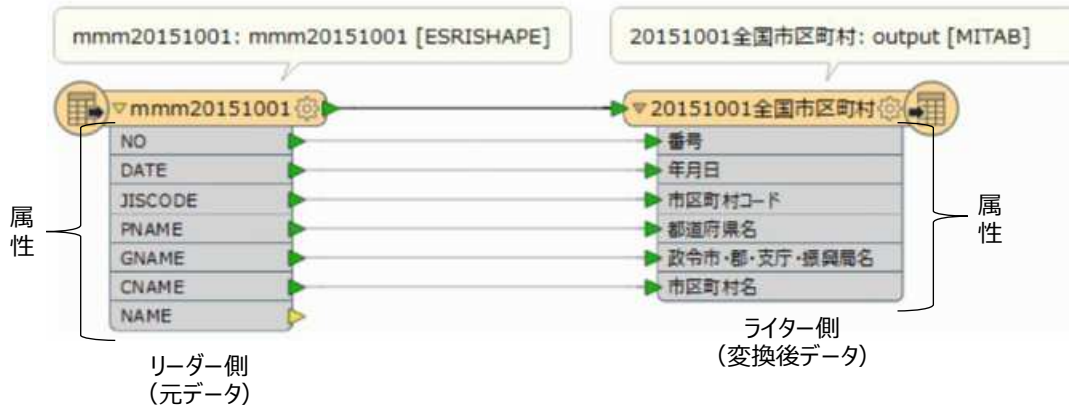 mmm20151001: mmm20151001 [ESRISHAPE]
20151001全国市区町村: output [MITAB]
mmm20151001
NO
DATE
JISCODE
PNAME
GNAME
CNAME
NAME
20151001全国市区町村
番号
年月日
市区町村コード
都道府県名
政令市・郡・支庁・振興局名
市区町村名
属性
属性
リーダー側
(元データ)
ライター側
(変換後データ)